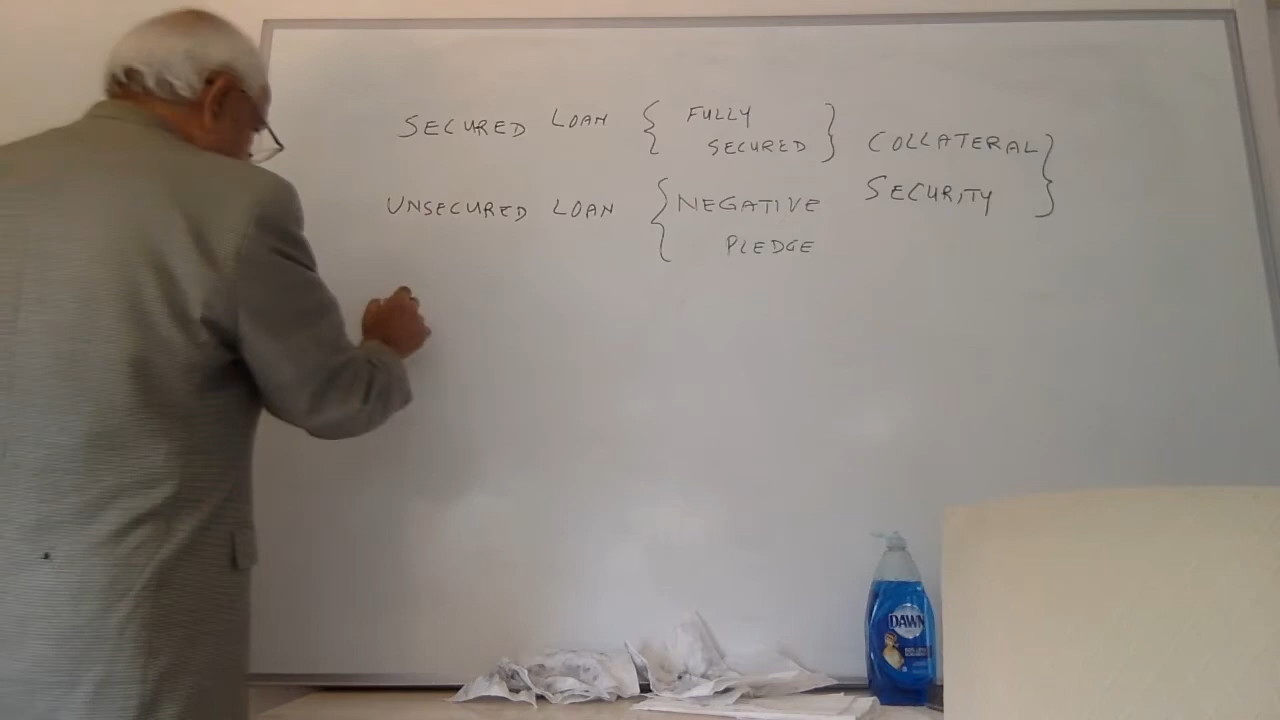 SECURED LOAN { FULLY SECURED } COLLATERAL }
UNSECURED LOAN { NEGATIVE PLEDGE SECURITY
DAWN